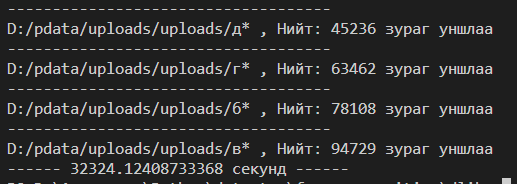 -----------------------------------
D:/pdata/uploads/uploads/д* , Нийт: 45236 зураг уншлаа
-----------------------------------
D:/pdata/uploads/uploads/г* , Нийт: 63462 зураг уншлаа
-----------------------------------
D:/pdata/uploads/uploads/б* , Нийт: 78108 зураг уншлаа
-----------------------------------
D:/pdata/uploads/uploads/в* , Нийт: 94729 зураг уншлаа
------ 32324.12408733368 секунд ------